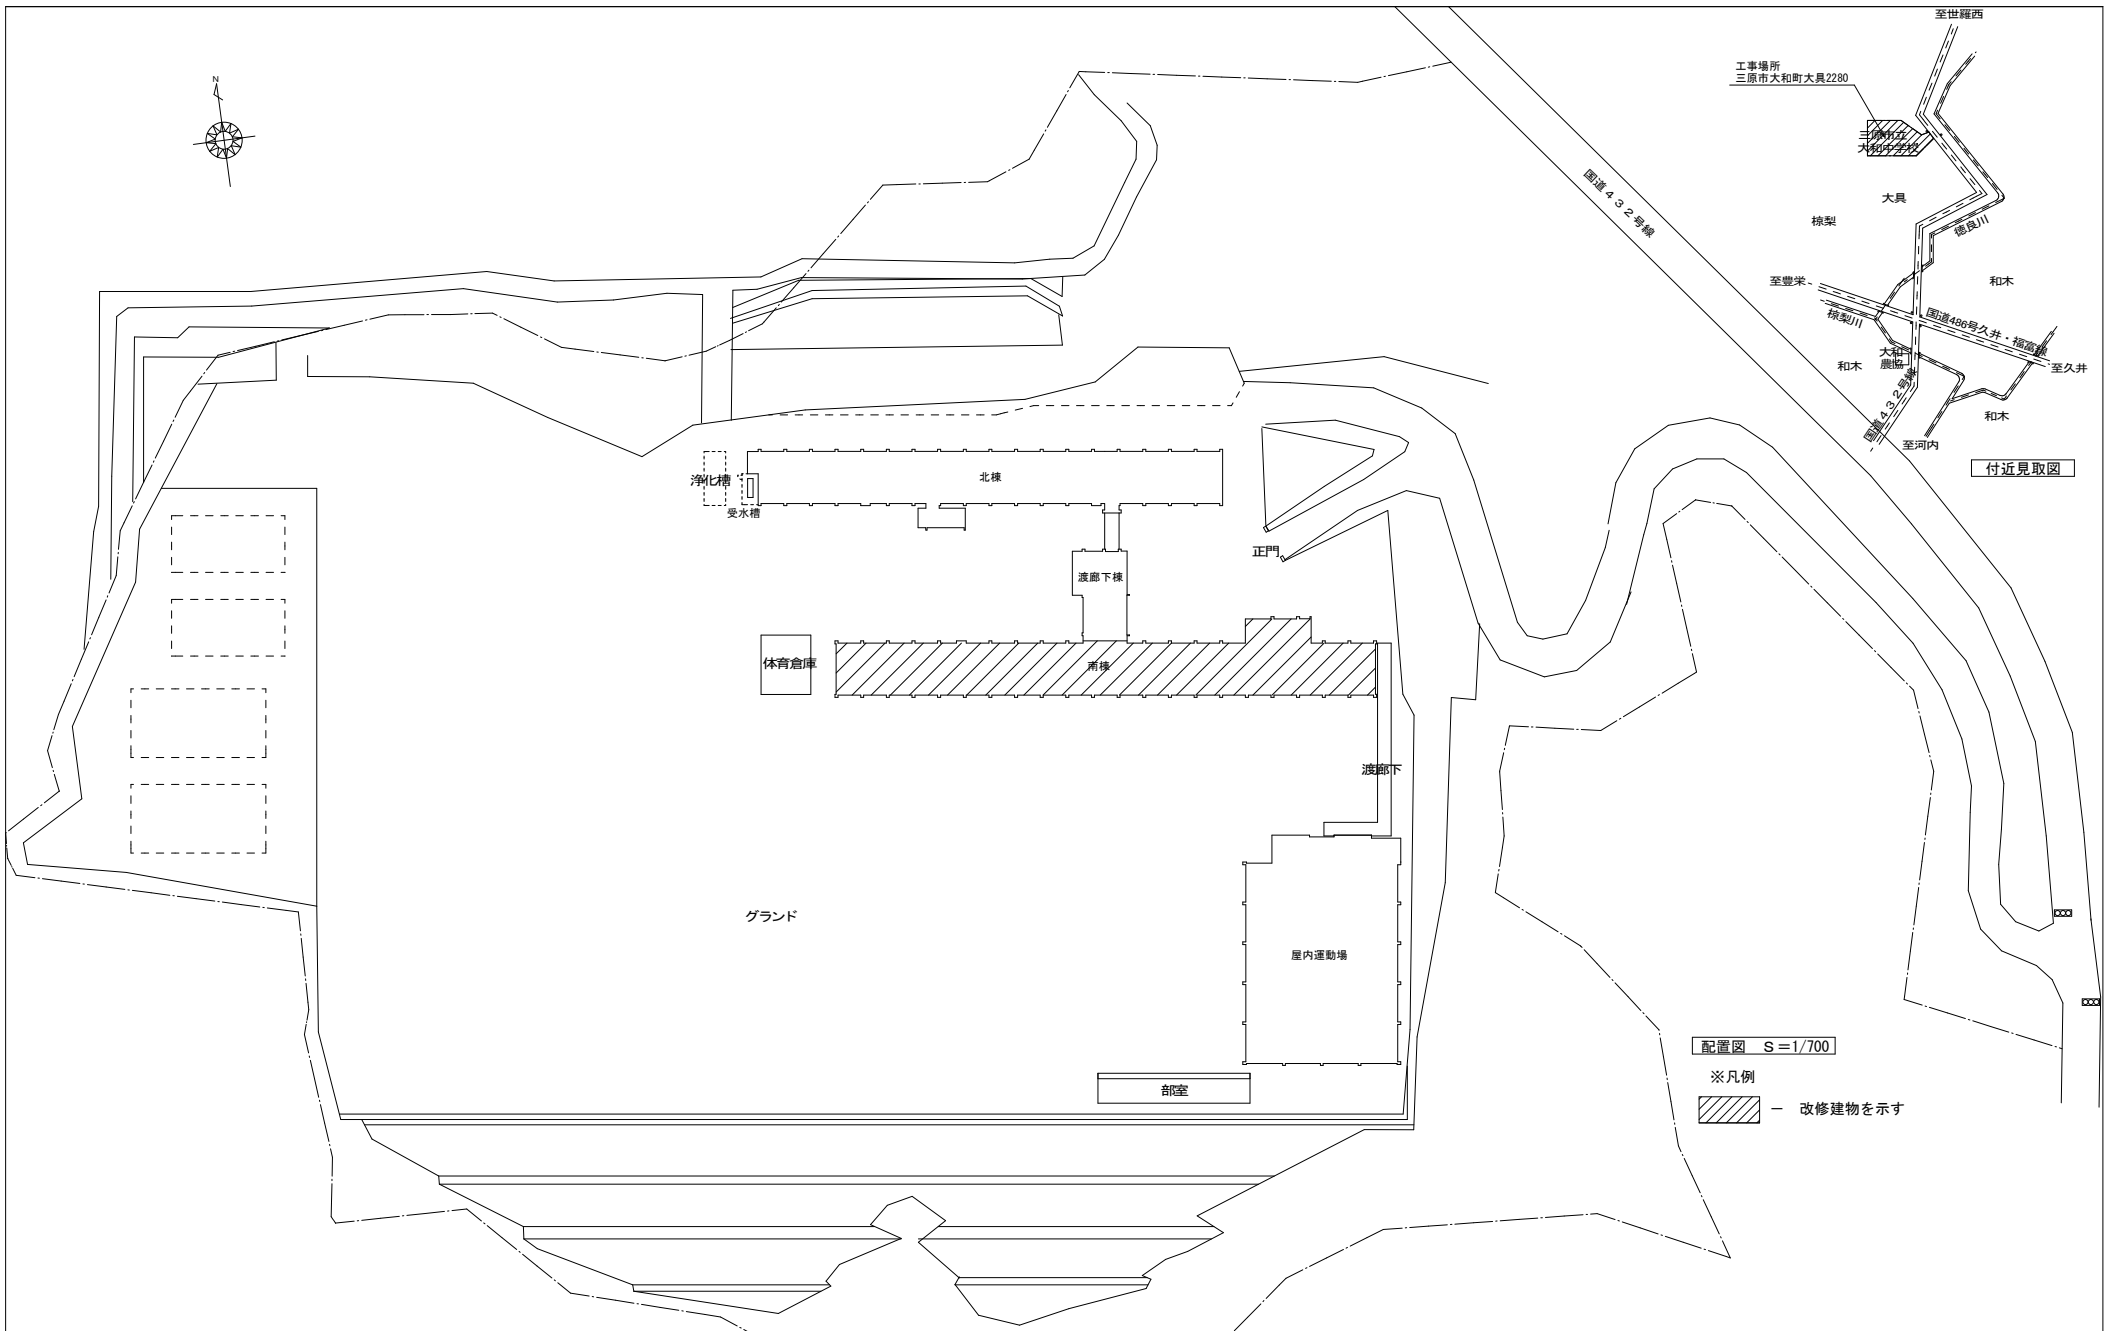 N
至世羅西
工事場所
三原市大和町大具2280
三原市立
大和中学校
国道432号線
大具
椋梨
徳良川
至豊栄
和木
椋梨川
国道486号久井・福富線
大和
農協
和木
至久井
国道432号線
和木
至河内
付近見取図
浄化槽
北棟
受水槽
正門
渡廊下棟
体育倉庫
南棟
渡廊下
グランド
屋内運動場
配置図 S=1/700
※凡例
部室
ー 改修建物を示す